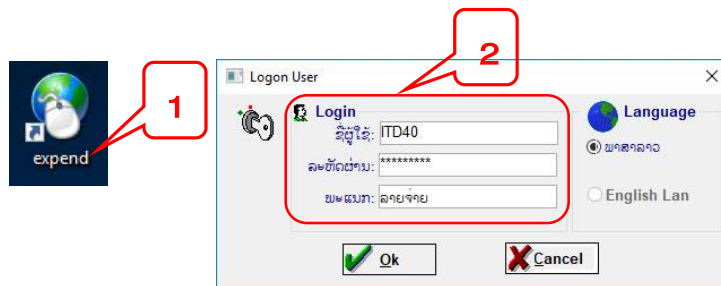 expend
1
2
Logon User
Login
ຊື່ຜູ້ໃຊ້: ITD40
ລະຫັດຜ່ານ: *********
ພະແນກ: ລາຍຈ່າຍ
Language
ພາສາລາວ
English Lan
Ok
Cancel